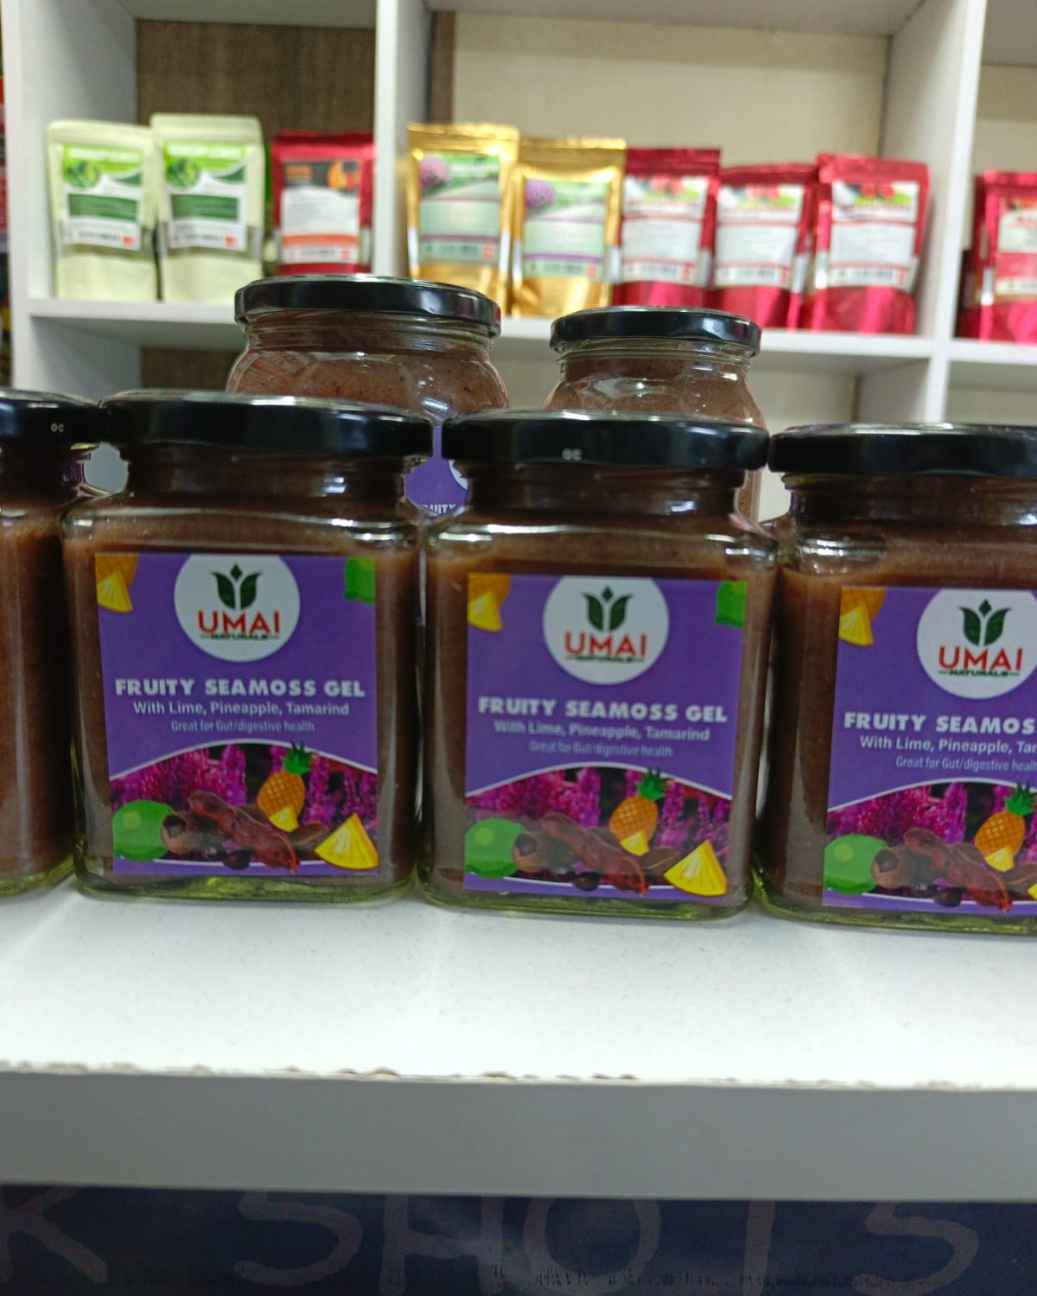 UMAI
NATURALS
FRUITY SEAMOSS GEL
With Lime, Pineapple, Tamarind
Great for Gut/digestive health
UMAI
NATURALS
FRUITY SEAMOSS GEL
With Lime, Pineapple, Tamarind
Great for Gut/digestive health
UMAI
NATURALS
FRUITY SEAMOS
With Lime, Pineapple, Tar
Great for Gut/digestive healt
FRUITY
K SHOTS